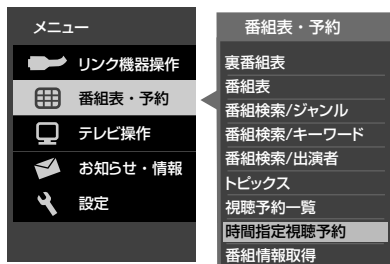 メニュー
リンク機器操作
番組表・予約
テレビ操作
お知らせ・情報
設定
番組表・予約
裏番組表
番組表
番組検索/ジャンル
番組検索/キーワード
番組検索/出演者
トピックス
視聴予約一覧
時間指定視聴予約
番組情報取得